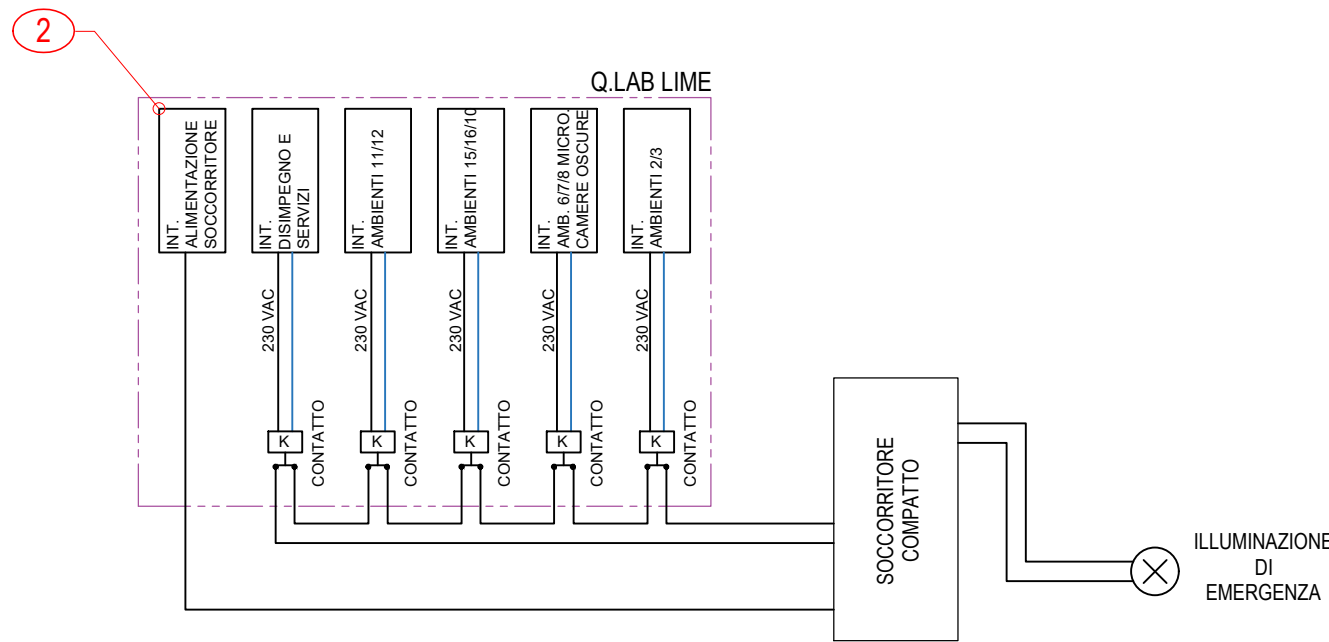 2
Q.LAB LIME
INT.
ALIMENTAZIONE
SOCCORRITORE
INT.
DISIMPEGNO E
SERVIZI
INT.
AMBIENTI 11/12
INT.
AMBIENTI 15/16/10
INT.
AMB. 6/7/8 MICRO.
CAMERE OSCURE
INT.
AMBIENTI 2/3
230 VAC
230 VAC
230 VAC
230 VAC
230 VAC
K
CONTATTO
K
CONTATTO
K
CONTATTO
K
CONTATTO
K
CONTATTO
SOCCORRITORE
COMPATTO
ILLUMINAZIONE
DI
EMERGENZA